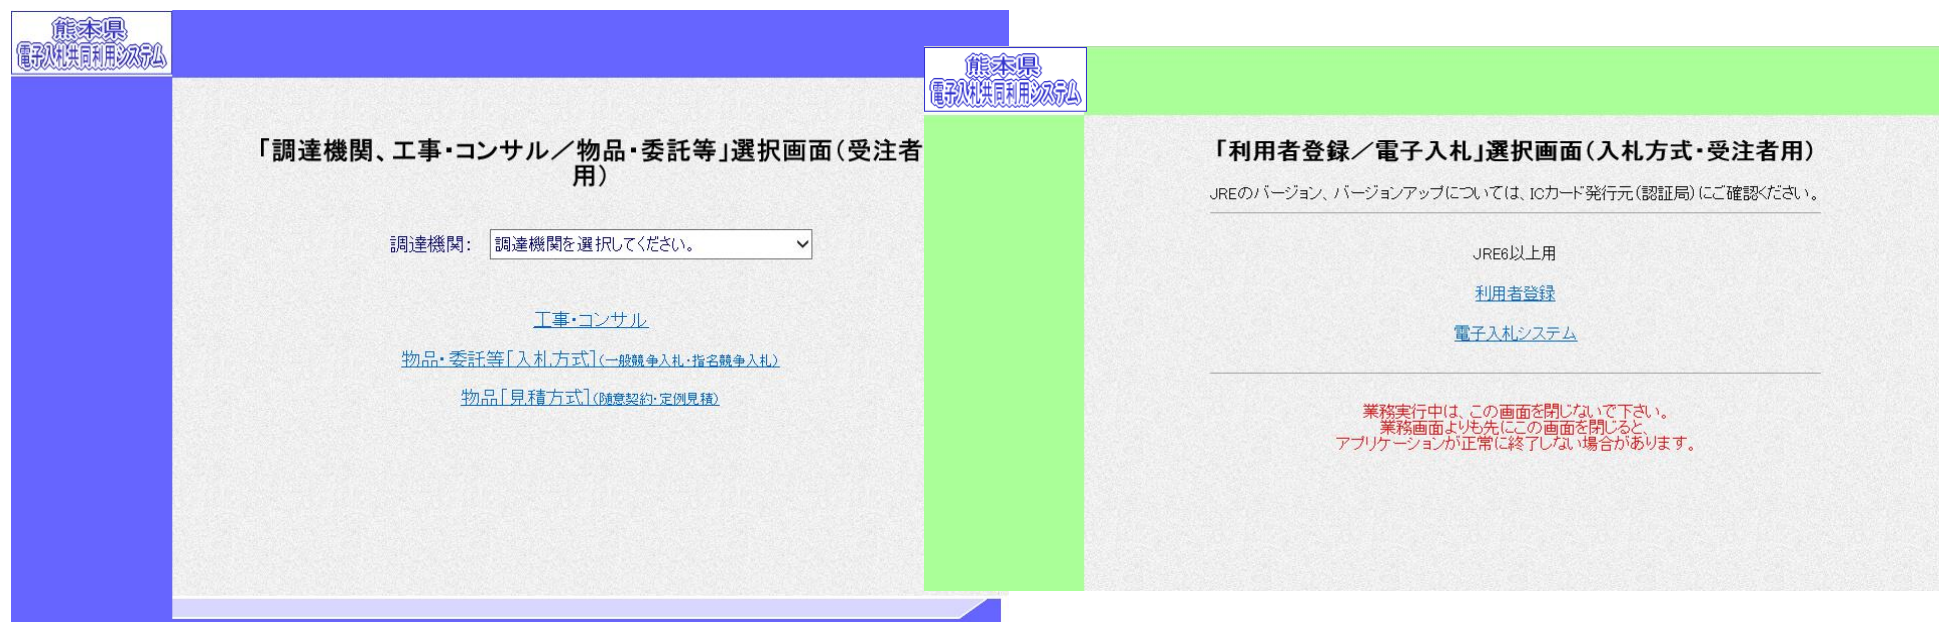 熊本県
電子入札共同利用システム
「調達機関、工事・コンサル／物品・委託等」選択画面(受注者
用)
調達機関:
調達機関を選択してください。
工事・コンサル
物品・委託等[入札方式](一般競争入札・指名競争入札)
物品[見積方式](随意契約・定例見積)
熊本県
電子入札共同利用システム
「利用者登録／電子入札」選択画面(入札方式・受注者用)
JREのバージョン、バージョンアップについては、ICカード発行元(認証局)にご確認ください。
JRE6以上用
利用者登録
電子入札システム
業務実行中は、この画面を閉じないで下さい。
業務画面よりも先にこの画面を閉じると、
アプリケーションが正常に終了しない場合があります。